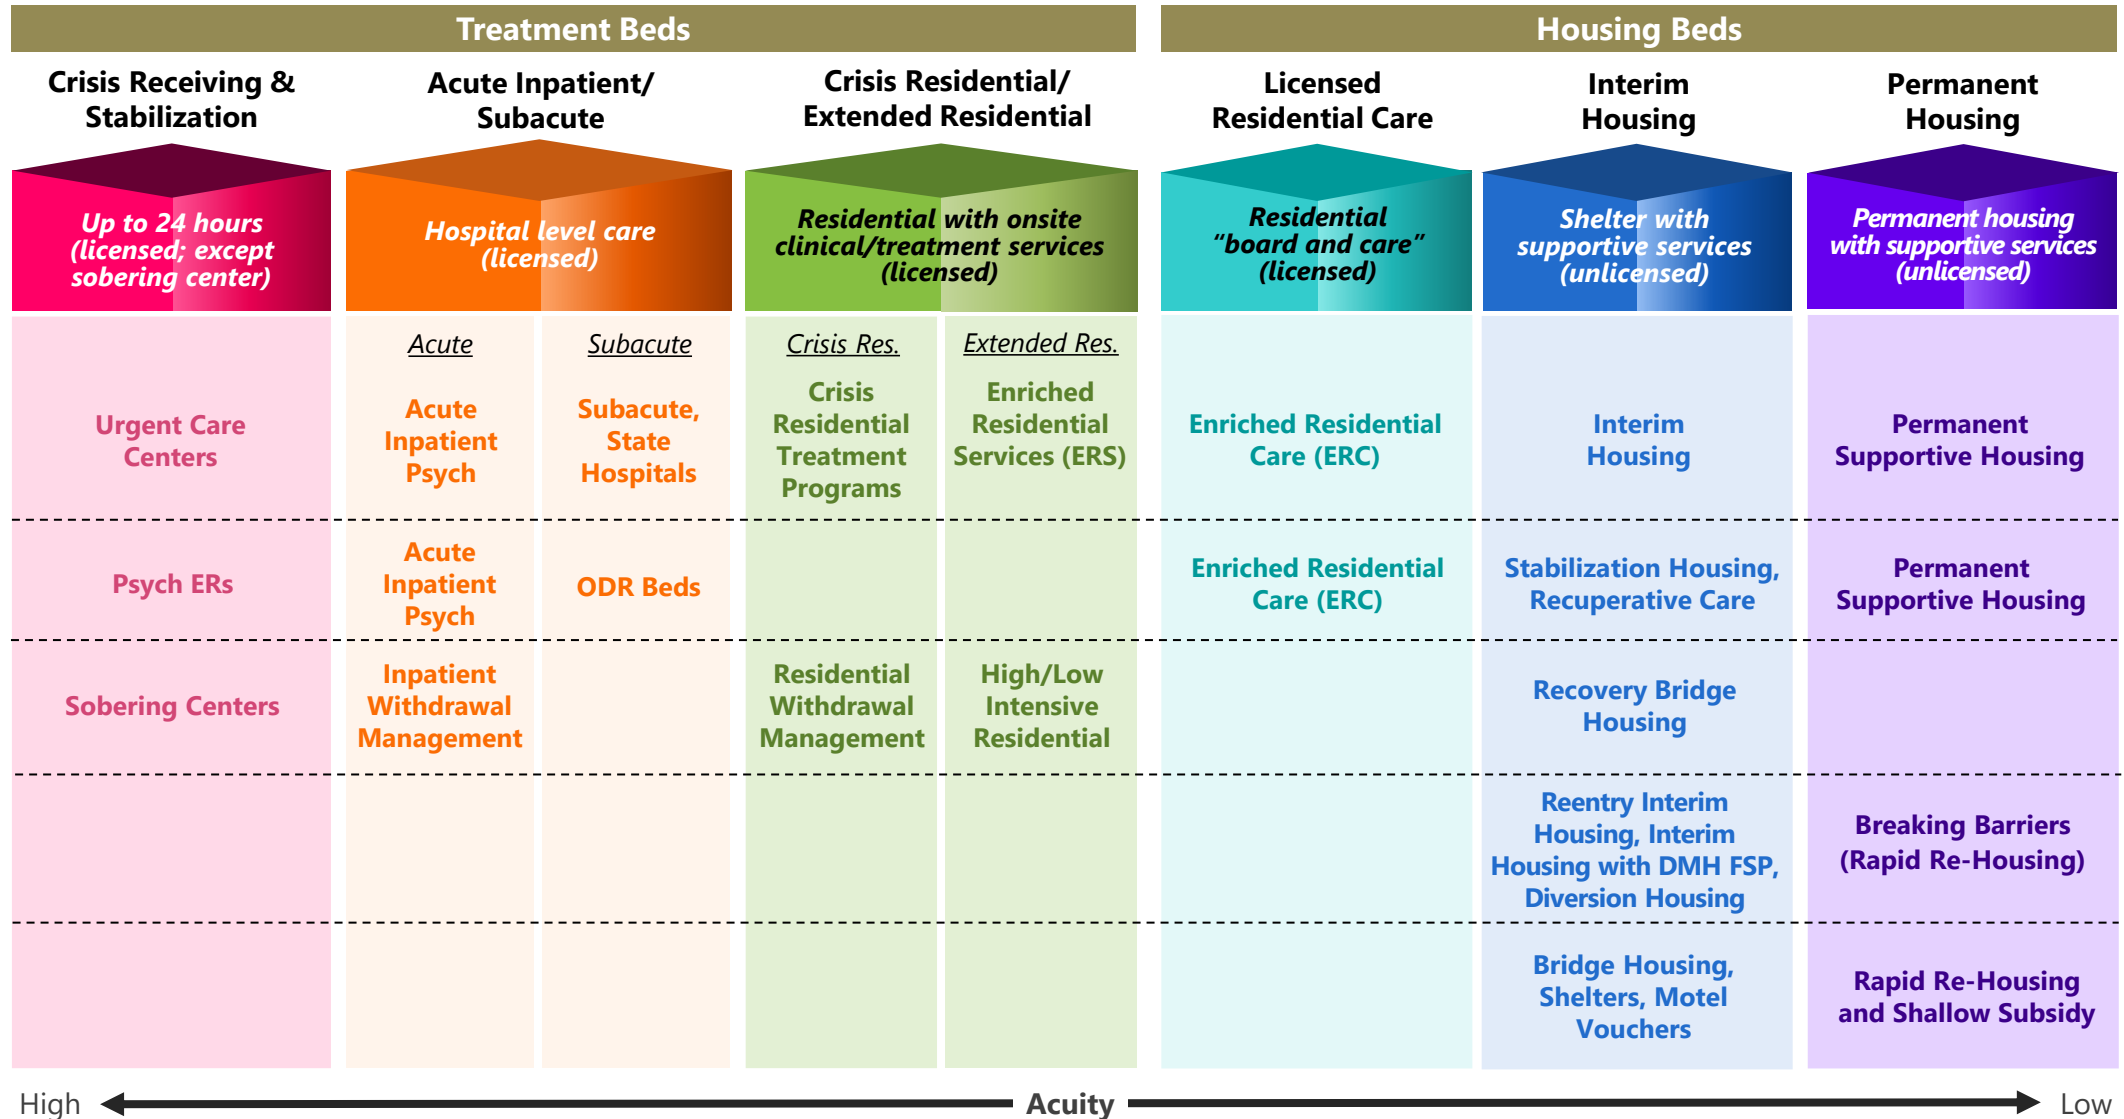 Treatment Beds
Housing Beds
Crisis Receiving &
Stabilization
Acute Inpatient/
Subacute
Crisis Residential/
Extended Residential
Licensed
Residential Care
Interim
Housing
Permanent
Housing
Up to 24 hours
(licensed; except
sobering center)
Hospital level care
(licensed)
Residential with onsite
clinical/treatment services
(licensed)
Residential
“board and care”
(licensed)
Shelter with
supportive services
(unlicensed)
Permanent housing
with supportive services
(unlicensed)
Acute
Subacute
Crisis Res.
Extended Res.
Urgent Care
Centers
Acute
Inpatient
Psych
Subacute,
State
Hospitals
Crisis
Residential
Treatment
Programs
Enriched
Residential
Services (ERS)
Enriched Residential
Care (ERC)
Interim
Housing
Permanent
Supportive Housing
Psych ERs
Acute
Inpatient
Psych
ODR Beds
Enriched Residential
Care (ERC)
Stabilization Housing,
Recuperative Care
Permanent
Supportive Housing
Sobering Centers
Inpatient
Withdrawal
Management
Residential
Withdrawal
Management
High/Low
Intensive
Residential
Recovery Bridge
Housing
Reentry Interim
Housing, Interim
Housing with DMH FSP,
Diversion Housing
Breaking Barriers
(Rapid Re-Housing)
Bridge Housing,
Shelters, Motel
Vouchers
Rapid Re-Housing
and Shallow Subsidy
High
Acuity
Low